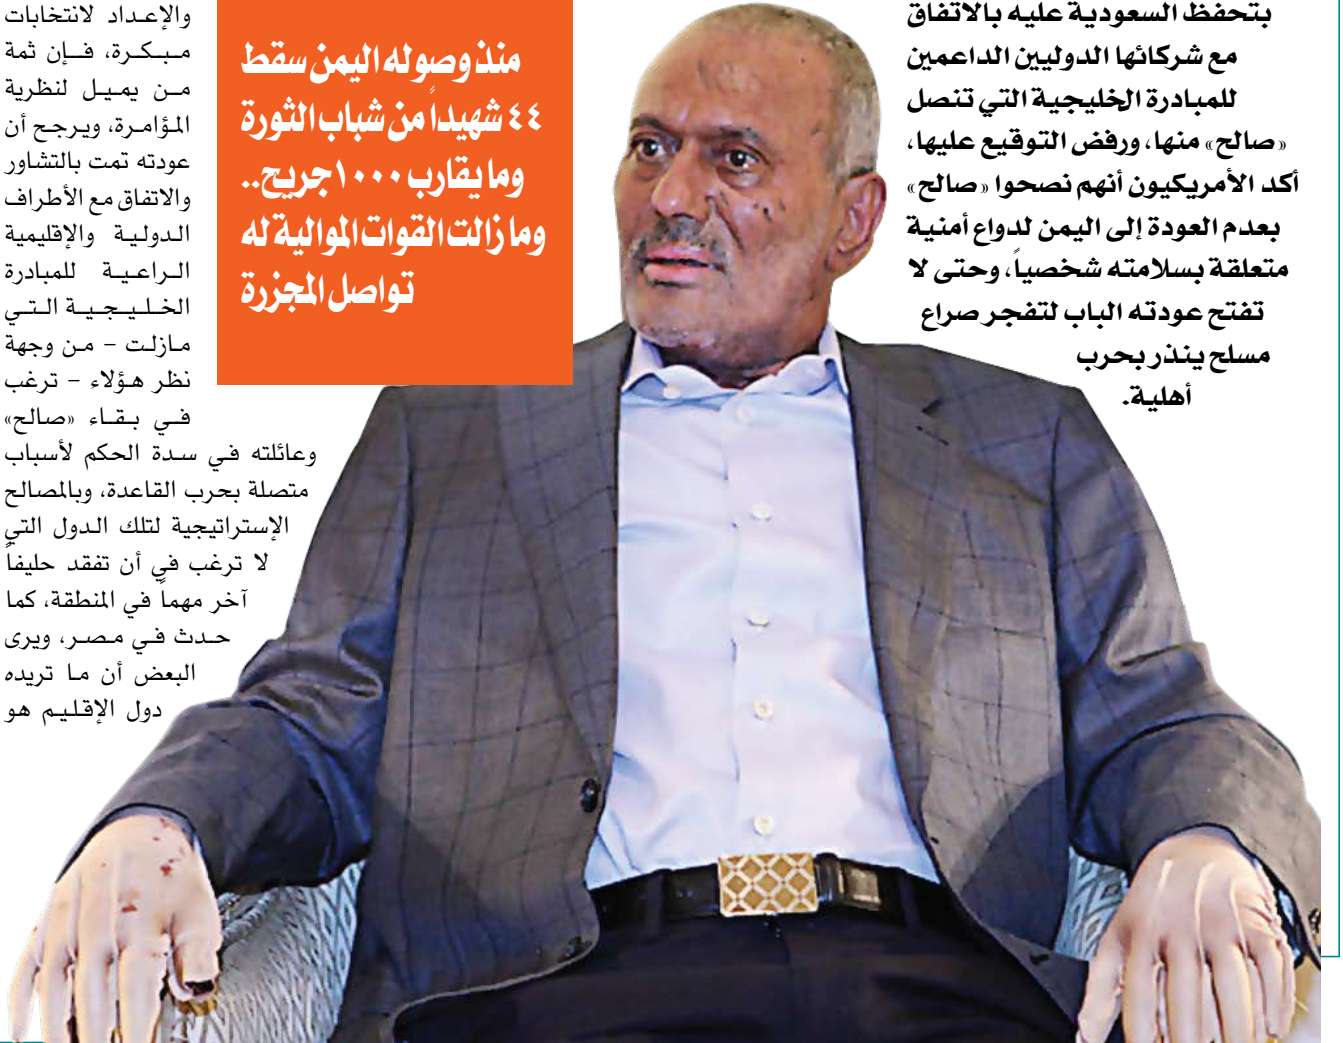 بتحفظ السعودية عليه بالاتفاق
مع شركائها الدوليين الداعمين
للمبادرة الخليجية التي تنصل
«صالح» منها، ورفض التوقيع عليها،
أكد الأمريكيون أنهم نصحوا «صالح»
بعدم العودة إلى اليمن لدواع أمنية
متعلقة بسلامته شخصياً، وحتى لا
تفتح عودته الباب لتفجر صراع
مسلح ينذر بحرب
أهلية.
منذ وصوله اليمن سقط
٤٤ شهيداً من شباب الثورة
وما يقارب ١٠٠٠ جريح..
وما زالت القوات الموالية له
تواصل المجزرة
والإعداد لانتخابات
مبكرة، فإن ثمة
من يميل لنظرية
المؤامرة، ويرجح أن
عودته تمت بالتشاور
والاتفاق مع الأطراف
الدولية والإقليمية
الراعية للمبادرة
الخليجية التي
مازلت - من وجهة
نظر هؤلاء - ترغب
في بقاء «صالح»
وعائلته في سدة الحكم لأسباب
متصلة بحرب القاعدة، وبالمصالح
الإستراتيجية لتلك الدول التي
لا ترغب في أن تفقد حليفاً
آخر مهماً في المنطقة، كما
حدث في مصر، ويرى
البعض أن ما تريده
دول الإقليم هو